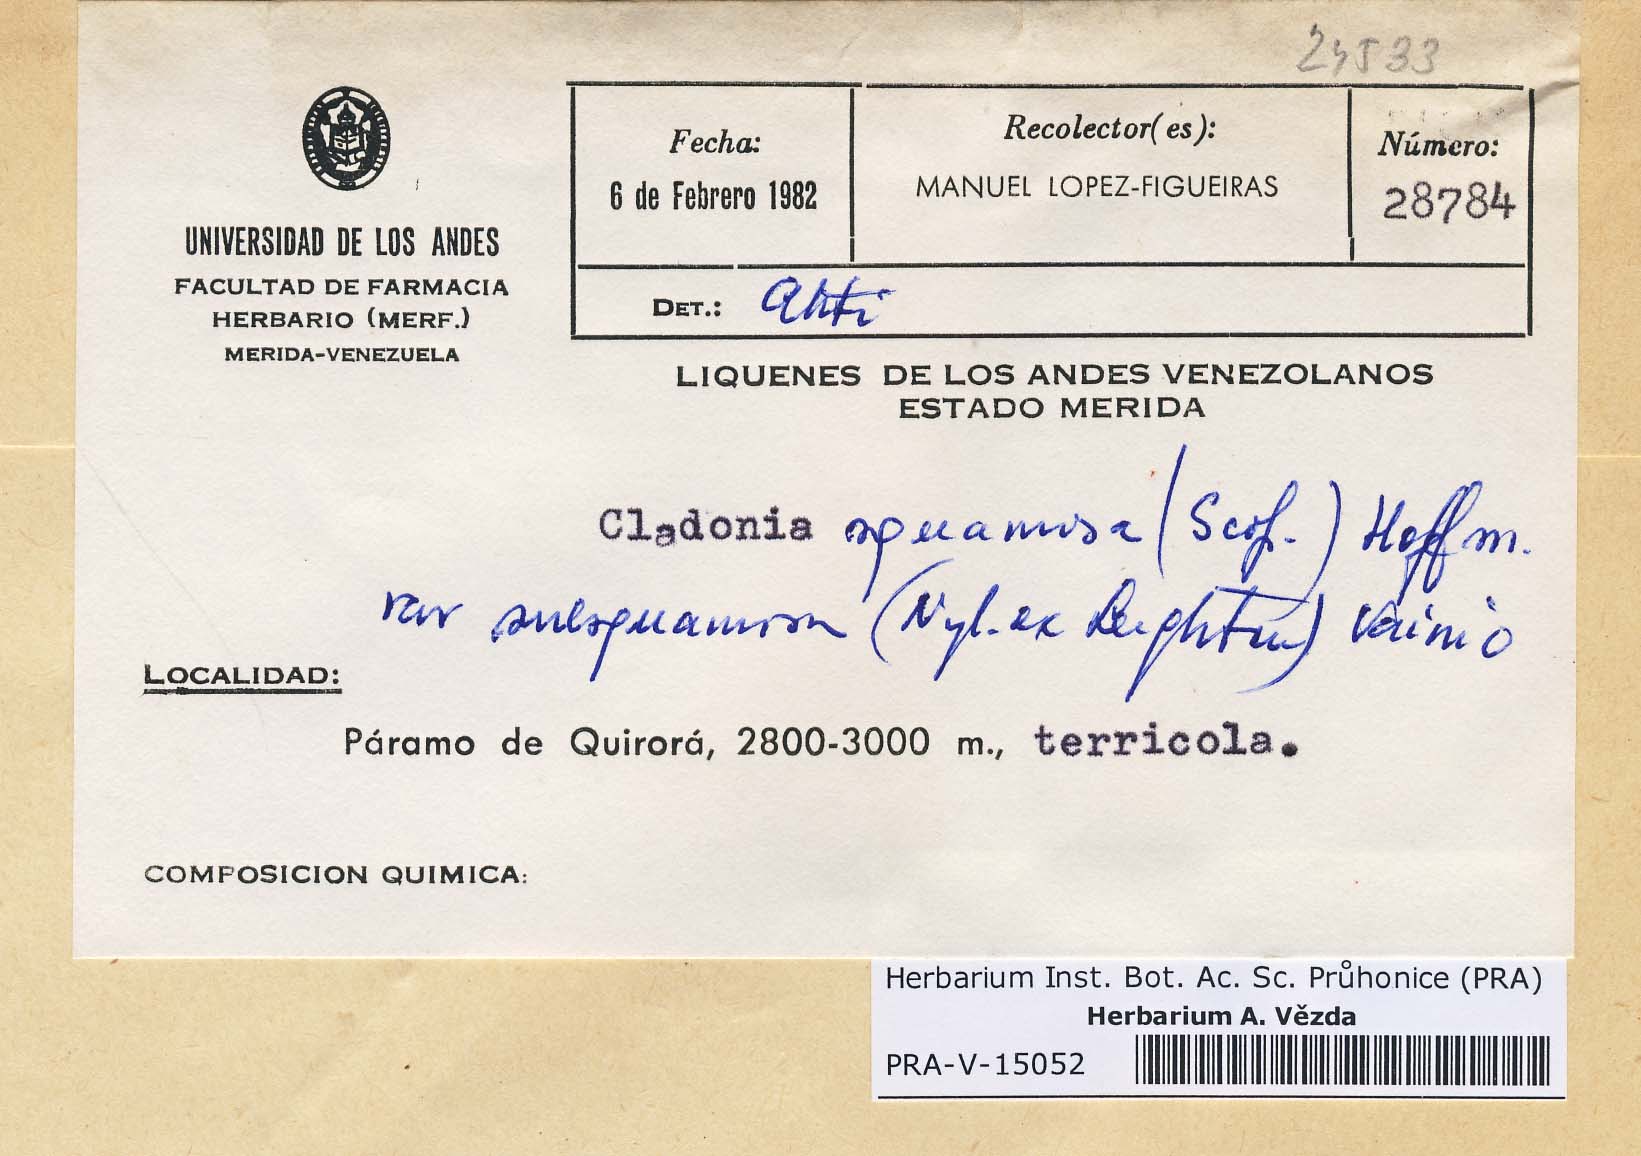 24533
Fecha:
6 de Febrero 1982
Recolector(es):
MANUEL LOPEZ-FIGUEIRAS
Número:
28784
UNIVERSIDAD DE LOS ANDES
FACULTAD DE FARMACIA
HERBARIO (MERF.)
MERIDA-VENEZUELA
DET.: Ahti
LIQUENES DE LOS ANDES VENEZOLANOS
ESTADO MERIDA
Cladonia squamosa (Scop.) Hoffm.
var subsquamosa (Nyl. ex Leighton) Vainio
LOCALIDAD:
Páramo de Quirorá, 2800-3000 m., terricola.
COMPOSICION QUIMICA:
Herbarium Inst. Bot. Ac. Sc. Průhonice (PRA)
Herbarium A. Vězda
PRA-V-15052